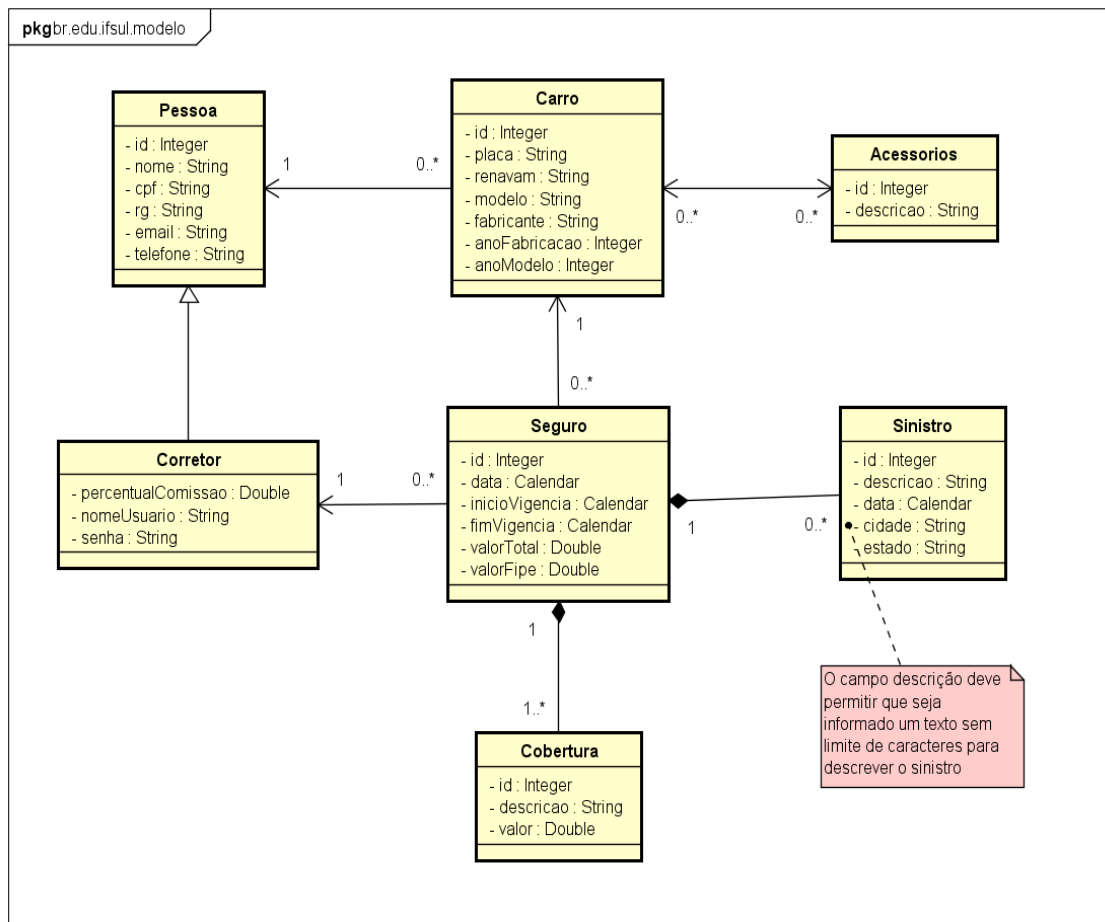 pkgbr.edu.ifsul.modelo
Pessoa
- id : Integer
- nome : String
- cpf : String
- rg : String
- email : String
- telefone : String
1
0..*
Carro
- id : Integer
- placa : String
- renavam : String
- modelo : String
- fabricante : String
- anoFabricacao : Integer
- anoModelo : Integer
0..*
0..*
Acessorios
- id : Integer
- descricao : String
1
0..*
Corretor
- percentualComissao : Double
- nomeUsuario : String
- senha : String
1
0..*
Seguro
- id : Integer
- data : Calendar
- inicioVigencia : Calendar
- fimVigencia : Calendar
- valorTotal : Double
- valorFipe : Double
1
0..*
Sinistro
- id : Integer
- descricao : String
- data : Calendar
- cidade : String
- estado : String
1
1..*
Cobertura
- id : Integer
- descricao : String
- valor : Double
O campo descrição deve
permitir que seja
informado um texto sem
limite de caracteres para
descrever o sinistro